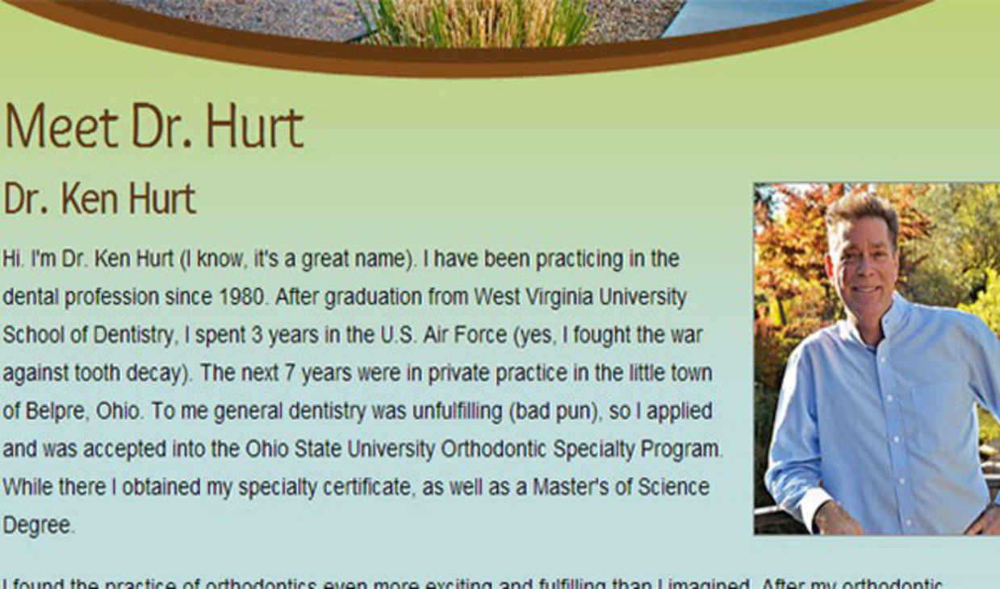 Meet Dr. Hurt
Dr. Ken Hurt
Hi. I'm Dr. Ken Hurt (I know, it's a great name). I have been practicing in the
dental profession since 1980. After graduation from West Virginia University
School of Dentistry, I spent 3 years in the U.S. Air Force (yes, I fought the war
against tooth decay). The next 7 years were in private practice in the little town
of Belpre, Ohio. To me general dentistry was unfulfilling (bad pun), so I applied
and was accepted into the Ohio State University Orthodontic Specialty Program.
While there I obtained my specialty certificate, as well as a Master's of Science
Degree.
I found the practice of orthodontics even more exciting and fulfilling than I imagined. After my orthodontic